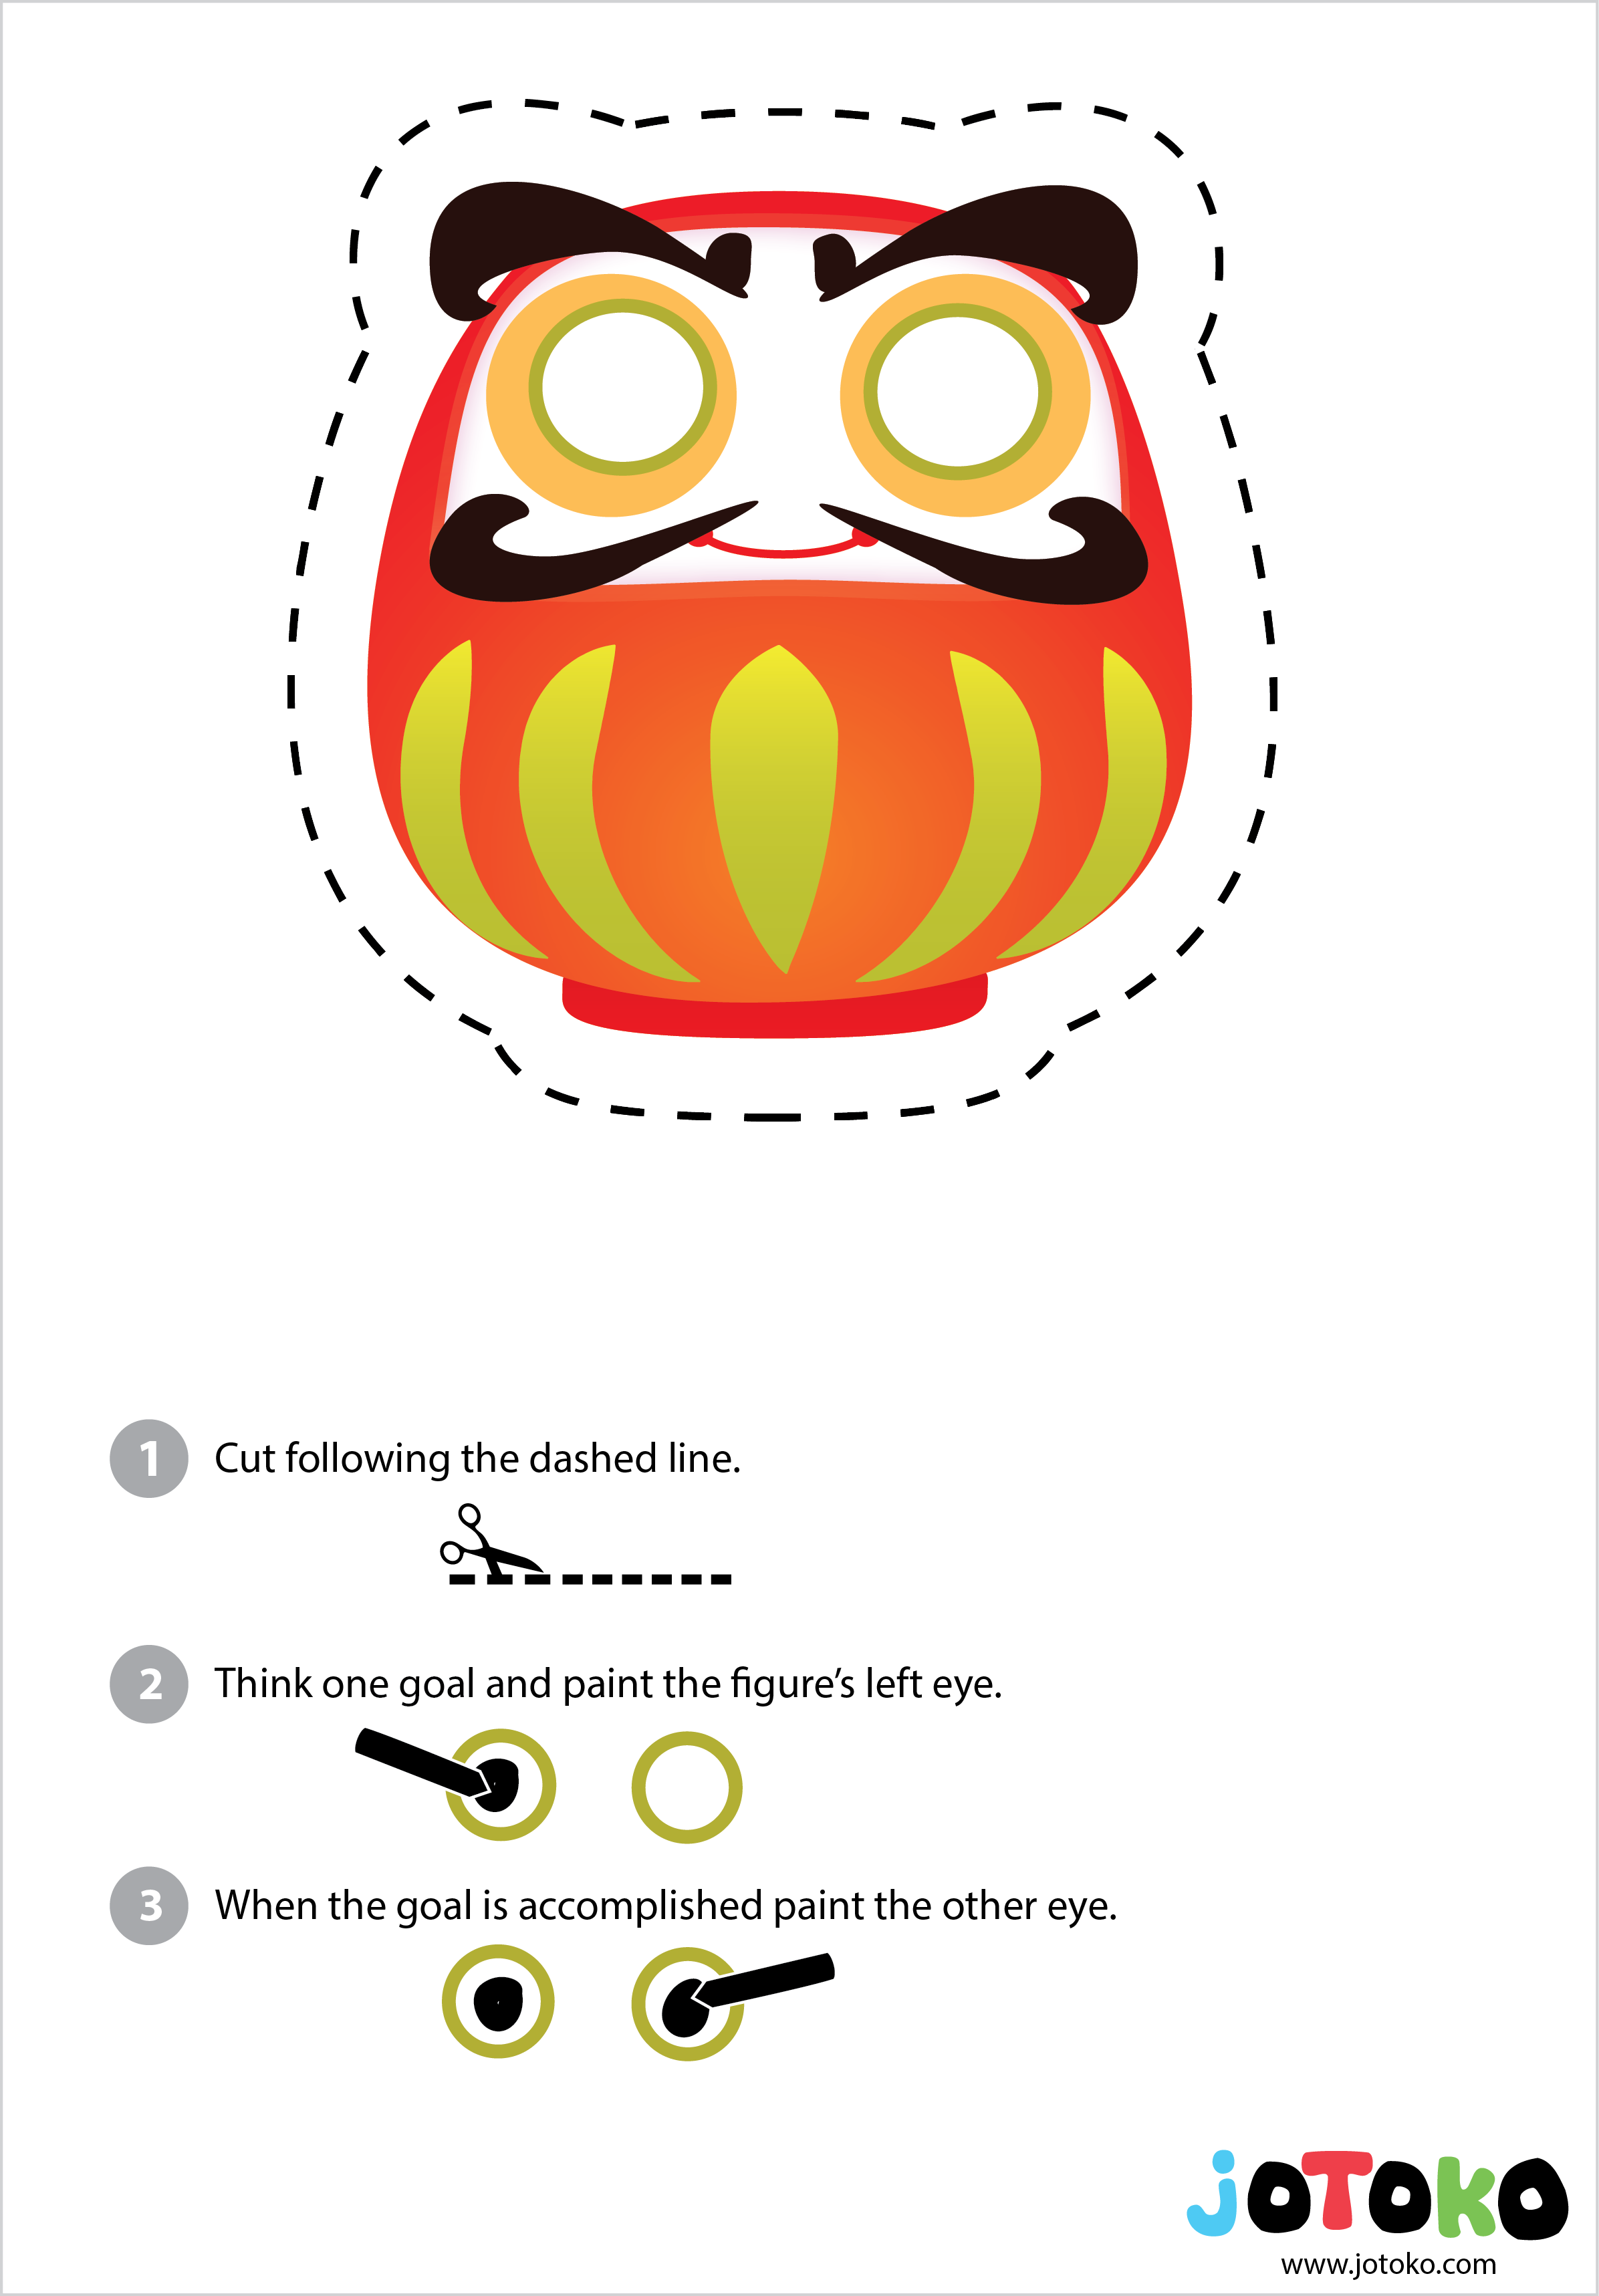 1 Cut following the dashed line.
2 Think one goal and paint the figure’s left eye.
3 When the goal is accomplished paint the other eye.
joToko
www.jotoko.com